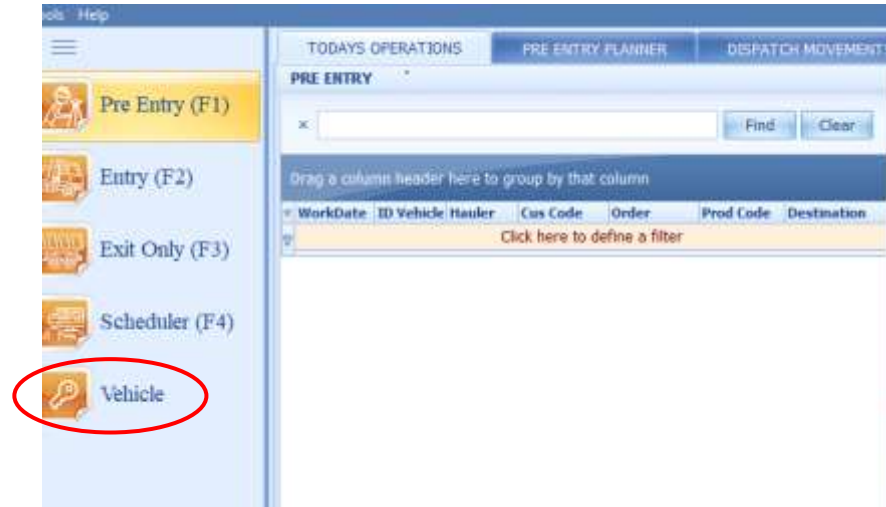 Help
TODAYS OPERATIONS
PRE ENTRY PLANNER
DISPATCH MOVEMENT
PRE ENTRY
Pre Entry (F1)
×
Find
Clear
Entry (F2)
Drag a column header here to group by that column
WorkDate ID Vehicle Hauler Cus Code Order Prod Code Destination
Click here to define a filter
Exit Only (F3)
Scheduler (F4)
Vehicle